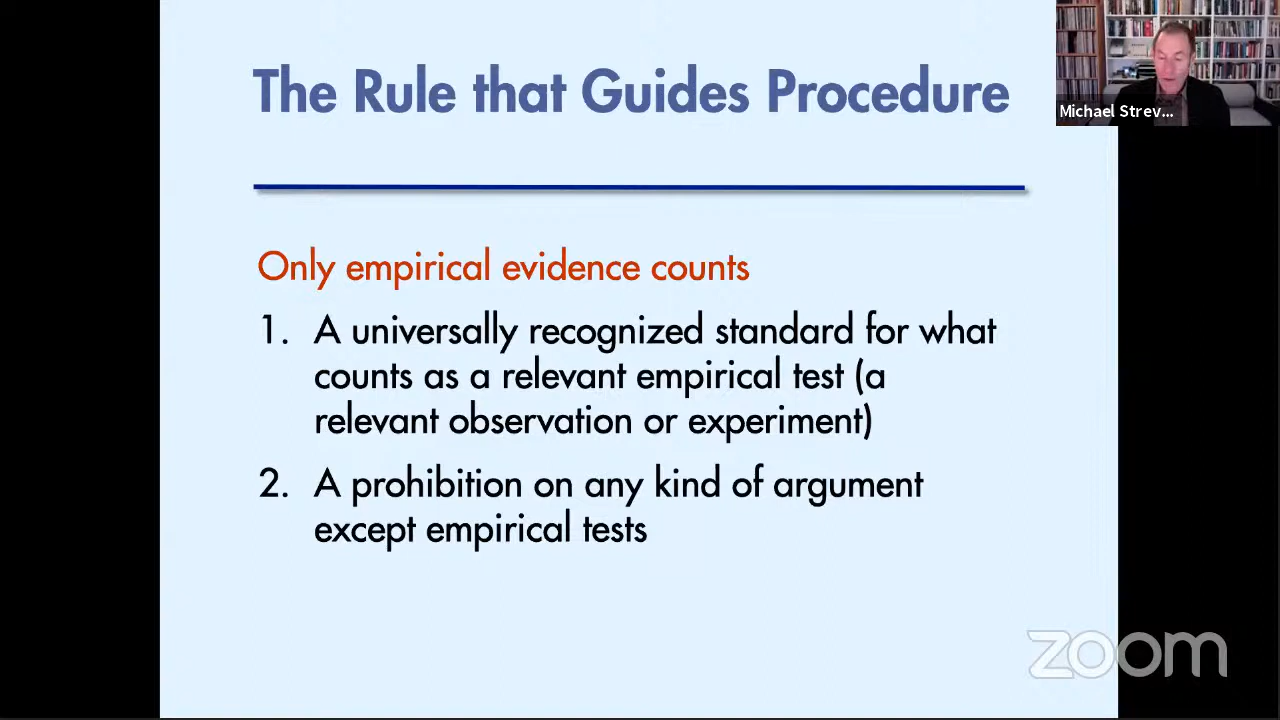 The Rule that Guides Procedure
Michael Strev...
Only empirical evidence counts
1. A universally recognized standard for what
counts as a relevant empirical test (a
relevant observation or experiment)
2. A prohibition on any kind of argument
except empirical tests
zoom